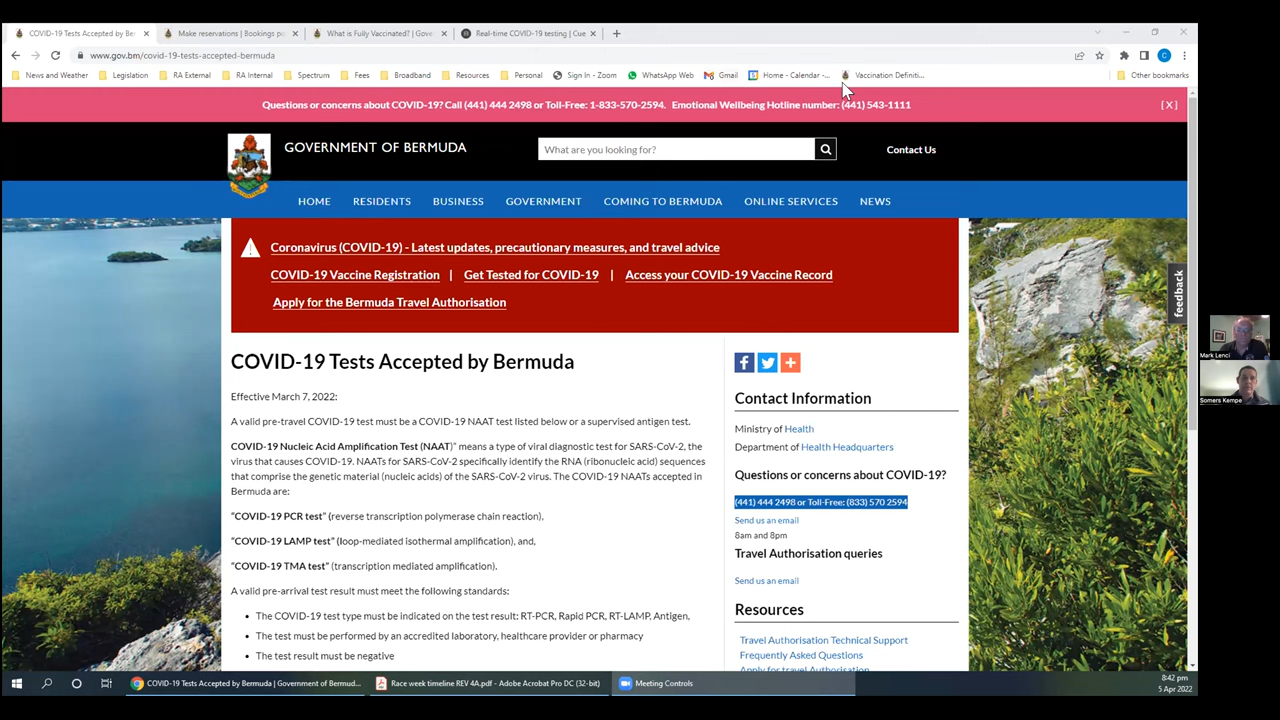 COVID-19 Tests Accepted by Ber
Make reservations | Bookings po
What is Fully Vaccinated? | Gove
Real-time COVID-19 testing | Cue
www.gov.bm/covid-19-tests-accepted-bermuda
C
News and Weather
Legislation
RA External
RA Internal
Spectrum
Fees
Broadband
Resources
Personal
Sign In - Zoom
WhatsApp Web
Gmail
Home - Calendar -...
Vaccination Definiti...
Other bookmarks
Questions or concerns about COVID-19? Call (441) 444 2498 or Toll-Free: 1-833-570-2594. Emotional Wellbeing Hotline number: (441) 543-1111
[ X ]
GOVERNMENT OF BERMUDA
What are you looking for?
Contact Us
HOME RESIDENTS BUSINESS GOVERNMENT COMING TO BERMUDA ONLINE SERVICES NEWS
Coronavirus (COVID-19) - Latest updates, precautionary measures, and travel advice
COVID-19 Vaccine Registration | Get Tested for COVID-19 | Access your COVID-19 Vaccine Record
Apply for the Bermuda Travel Authorisation
feedback
COVID-19 Tests Accepted by Bermuda
Effective March 7, 2022:
A valid pre-travel COVID-19 test must be a COVID-19 NAAT test listed below or a supervised antigen test.
COVID-19 Nucleic Acid Amplification Test (NAAT)" means a type of viral diagnostic test for SARS-CoV-2, the
virus that causes COVID-19. NAATs for SARS-CoV-2 specifically identify the RNA (ribonucleic acid) sequences
that comprise the genetic material (nucleic acids) of the SARS-CoV-2 virus. The COVID-19 NAATs accepted in
Bermuda are:
"COVID-19 PCR test" (reverse transcription polymerase chain reaction),
"COVID-19 LAMP test" (loop-mediated isothermal amplification), and,
"COVID-19 TMA test" (transcription mediated amplification).
A valid pre-arrival test result must meet the following standards:
• The COVID-19 test type must be indicated on the test result: RT-PCR, Rapid PCR, RT-LAMP, Antigen,
• The test must be performed by an accredited laboratory, healthcare provider or pharmacy
• The test result must be negative
Contact Information
Ministry of Health
Department of Health Headquarters
Questions or concerns about COVID-19?
(441) 444 2498 or Toll-Free: (833) 570 2594
Send us an email
8am and 8pm
Travel Authorisation queries
Send us an email
Resources
Travel Authorisation Technical Support
Frequently Asked Questions
Apply for travel Authorisation
Mark Lenci
Somers Kempe
COVID-19 Tests Accepted by Bermuda | Government of Bermud...
Race week timeline REV 4A.pdf - Adobe Acrobat Pro DC (32-bit)
Meeting Controls
8:42 pm
5 Apr 2022